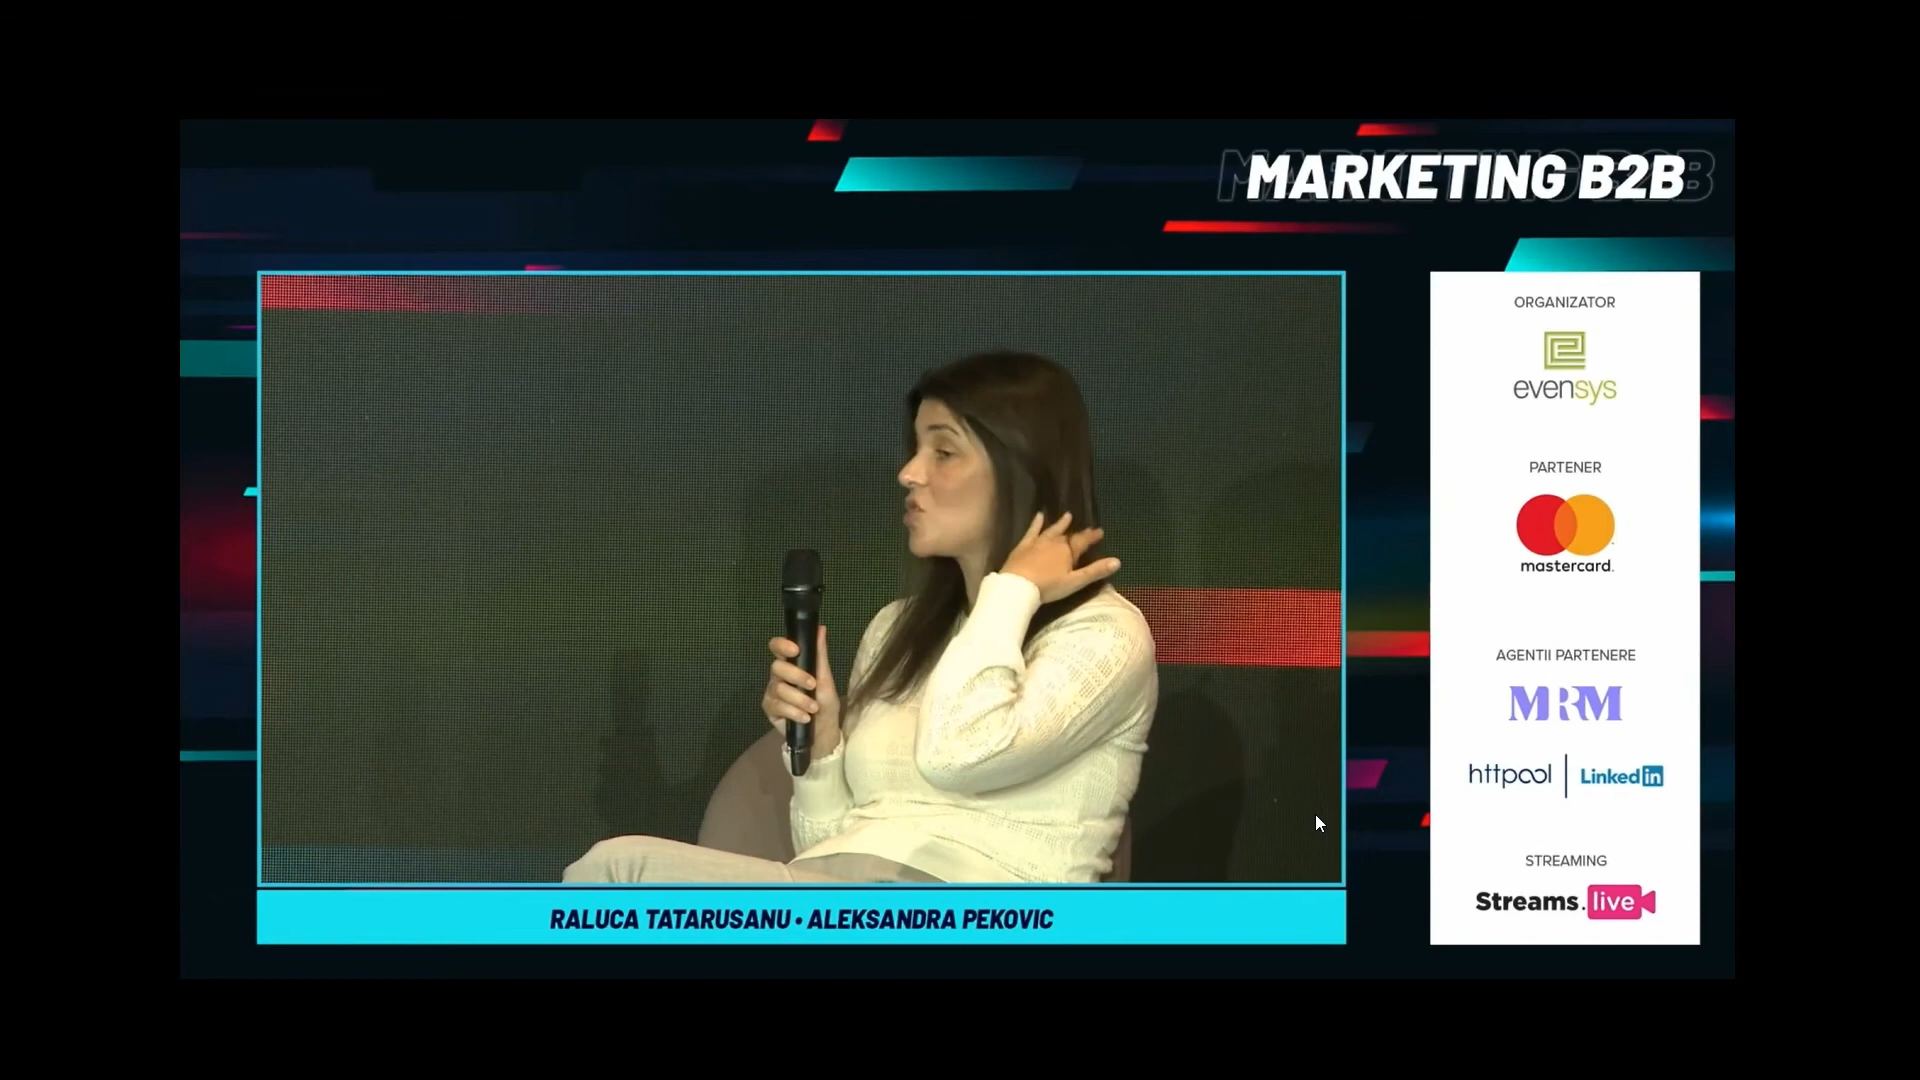 MARKETING B2B
ORGANIZATOR
evensys
PARTENER
mastercard.
AGENTII PARTENERE
MRM
httpool | Linkedin
STREAMING
Streams.live
RALUCA TATARUSANU • ALEKSANDRA PEKOVIC